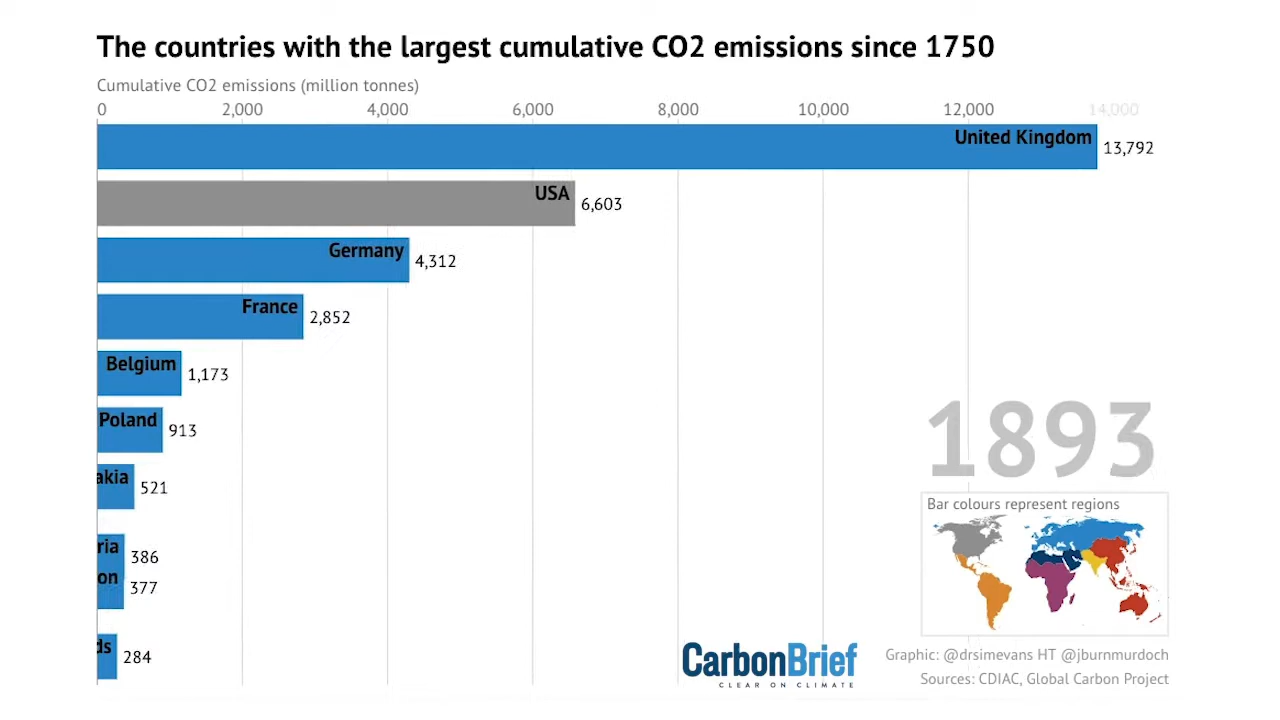 The countries with the largest cumulative CO2 emissions since 1750
Cumulative CO2 emissions (million tonnes)
0 2,000 4,000 6,000 8,000 10,000 12,000 14,000
United Kingdom 13,792
USA 6,603
Germany 4,312
France 2,852
Belgium 1,173
Poland 913
akia 521
ria 386
on 377
ds 284
1893
Bar colours represent regions
CarbonBrief
CLEAR ON CLIMATE
Graphic: @drsimevans HT @jburnmurdoch
Sources: CDIAC, Global Carbon Project